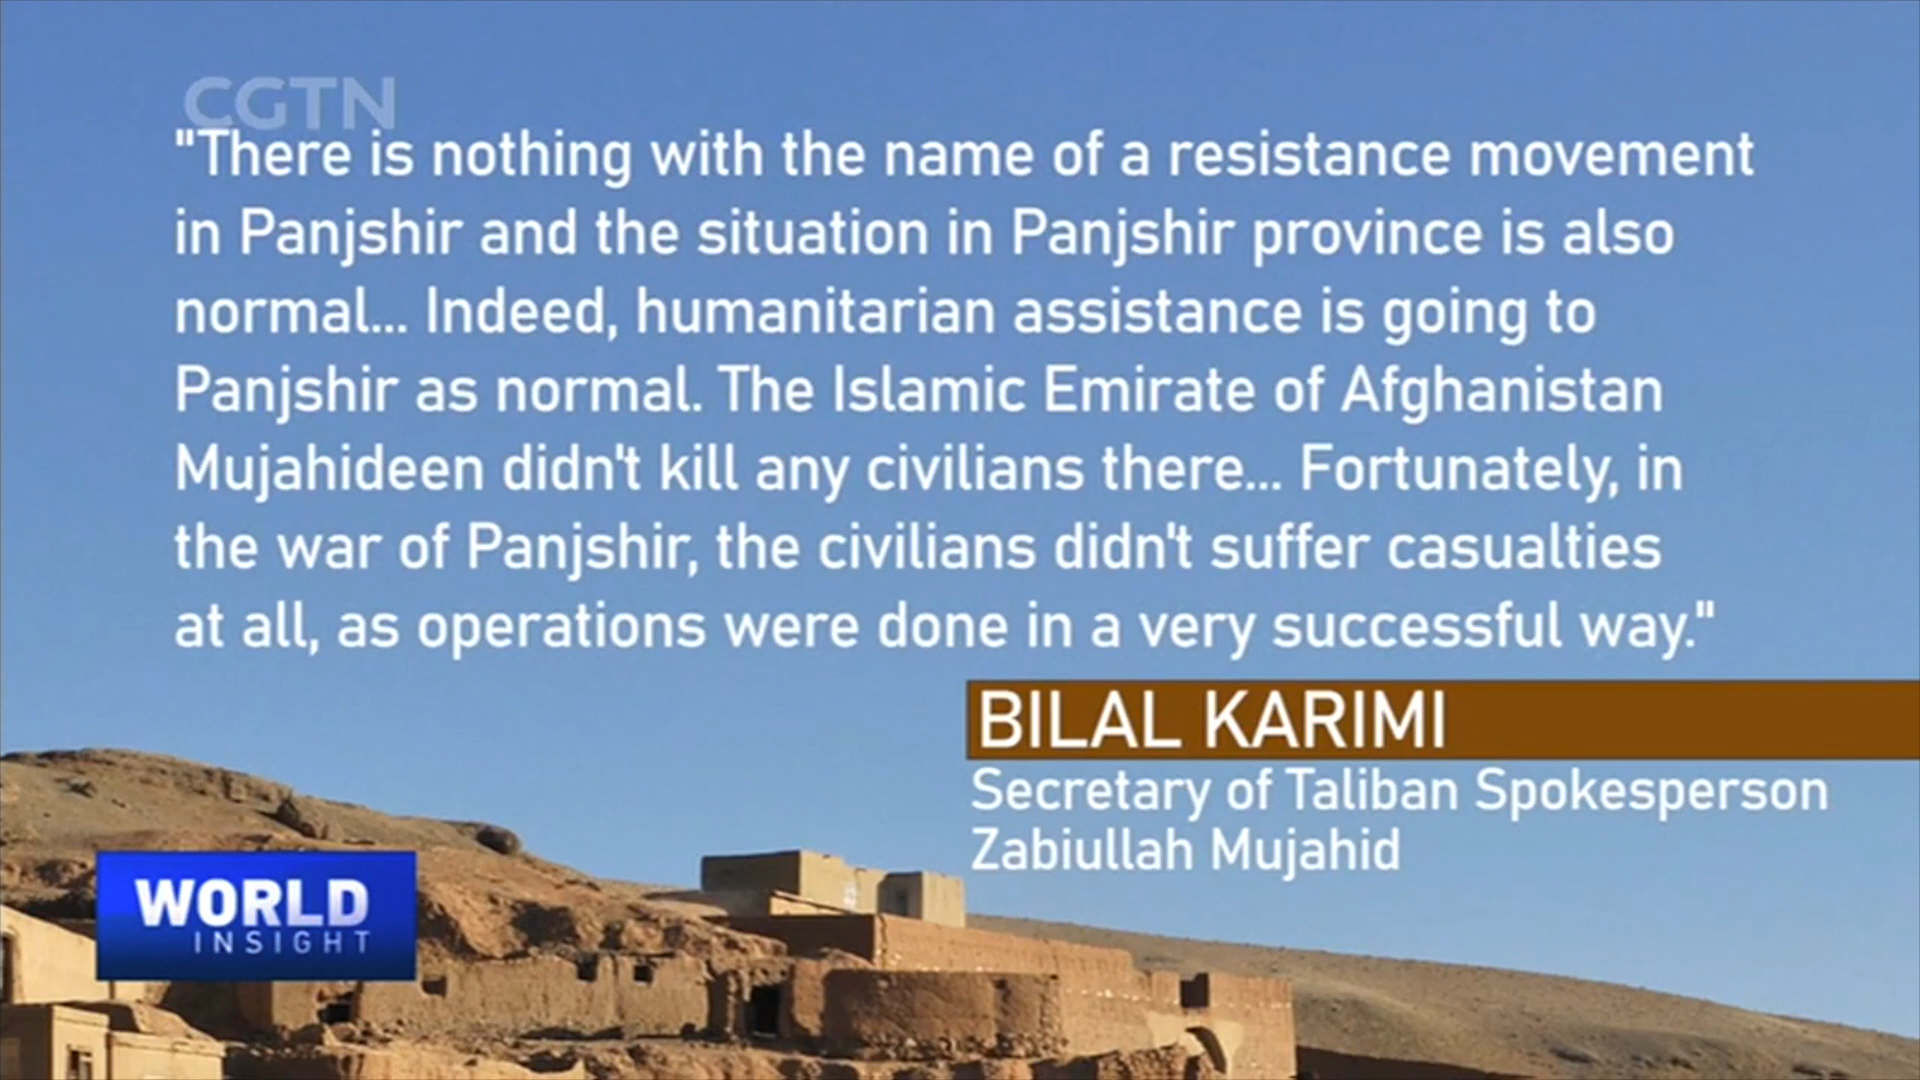 CGTN
"There is nothing with the name of a resistance movement
in Panjshir and the situation in Panjshir province is also
normal... Indeed, humanitarian assistance is going to
Panjshir as normal. The Islamic Emirate of Afghanistan
Mujahideen didn't kill any civilians there... Fortunately, in
the war of Panjshir, the civilians didn't suffer casualties
at all, as operations were done in a very successful way."
BILAL KARIMI
Secretary of Taliban Spokesperson
Zabiullah Mujahid
WORLD
INSIGHT